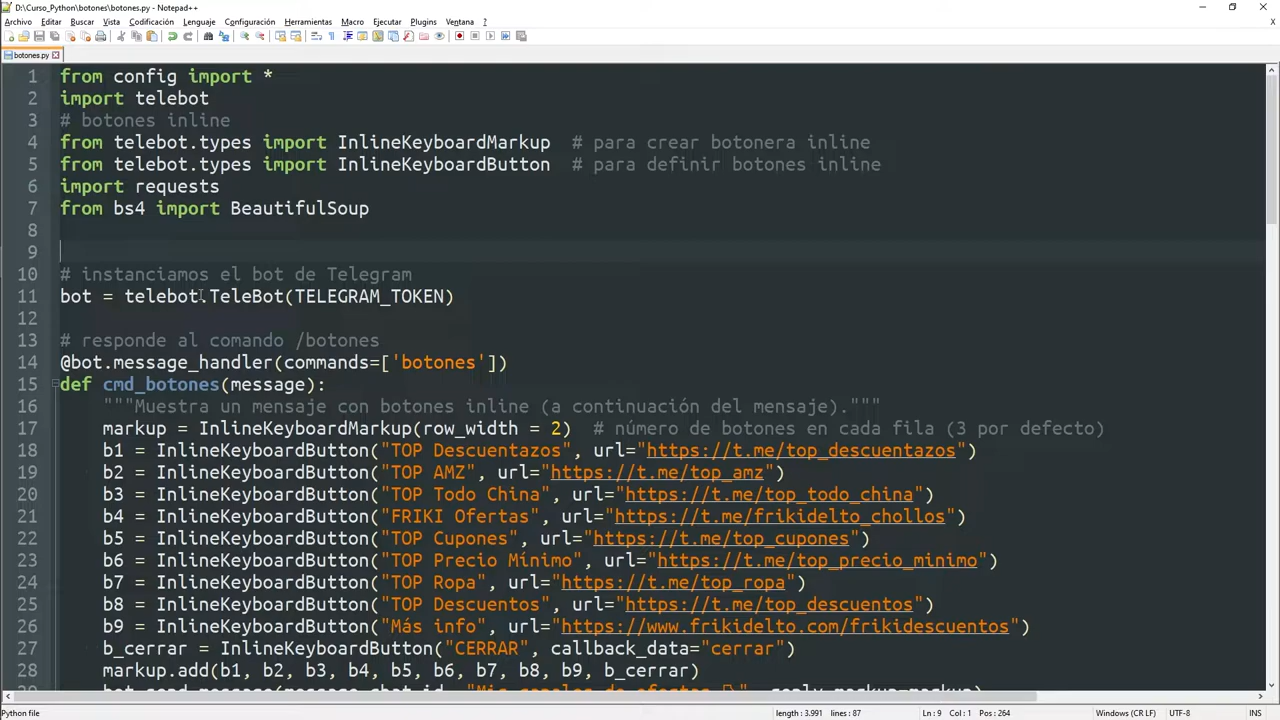 D:\Curso_Python\botones\botones.py - Notepad++
Archivo Editar Buscar Vista Codificación Lenguaje Configuración Herramientas Macro Ejecutar Plugins Ventana ?
botones.py
1 from config import *
2 import telebot
3 # botones inline
4 from telebot.types import InlineKeyboardMarkup # para crear botonera inline
5 from telebot.types import InlineKeyboardButton # para definir botones inline
6 import requests
7 from bs4 import BeautifulSoup
8
9
10 # instanciamos el bot de Telegram
11 bot = telebot.TeleBot(TELEGRAM_TOKEN)
12
13 # responde al comando /botones
14 @bot.message_handler(commands=['botones'])
15 def cmd_botones(message):
16 """Muestra un mensaje con botones inline (a continuación del mensaje)."""
17 markup = InlineKeyboardMarkup(row_width = 2) # número de botones en cada fila (3 por defecto)
18 b1 = InlineKeyboardButton("TOP Descuentazos", url="https://t.me/top_descuentazos")
19 b2 = InlineKeyboardButton("TOP AMZ", url="https://t.me/top_amz")
20 b3 = InlineKeyboardButton("TOP Todo China", url="https://t.me/top_todo_china")
21 b4 = InlineKeyboardButton("FRIKI Ofertas", url="https://t.me/frikidelto_chollos")
22 b5 = InlineKeyboardButton("TOP Cupones", url="https://t.me/top_cupones")
23 b6 = InlineKeyboardButton("TOP Precio Mínimo", url="https://t.me/top_precio_minimo")
24 b7 = InlineKeyboardButton("TOP Ropa", url="https://t.me/top_ropa")
25 b8 = InlineKeyboardButton("TOP Descuentos", url="https://t.me/top_descuentos")
26 b9 = InlineKeyboardButton("Más info", url="https://www.frikidelto.com/frikidescuentos")
27 b_cerrar = InlineKeyboardButton("CERRAR", callback_data="cerrar")
28 markup.add(b1, b2, b3, b4, b5, b6, b7, b8, b9, b_cerrar)
29 bot.send_message(message.chat.id, "Mis canales de ofertas", reply_markup=markup)
Python file length : 3.991 lines : 87 Ln : 9 Col : 1 Pos : 264 Windows (CR LF) UTF-8 INS